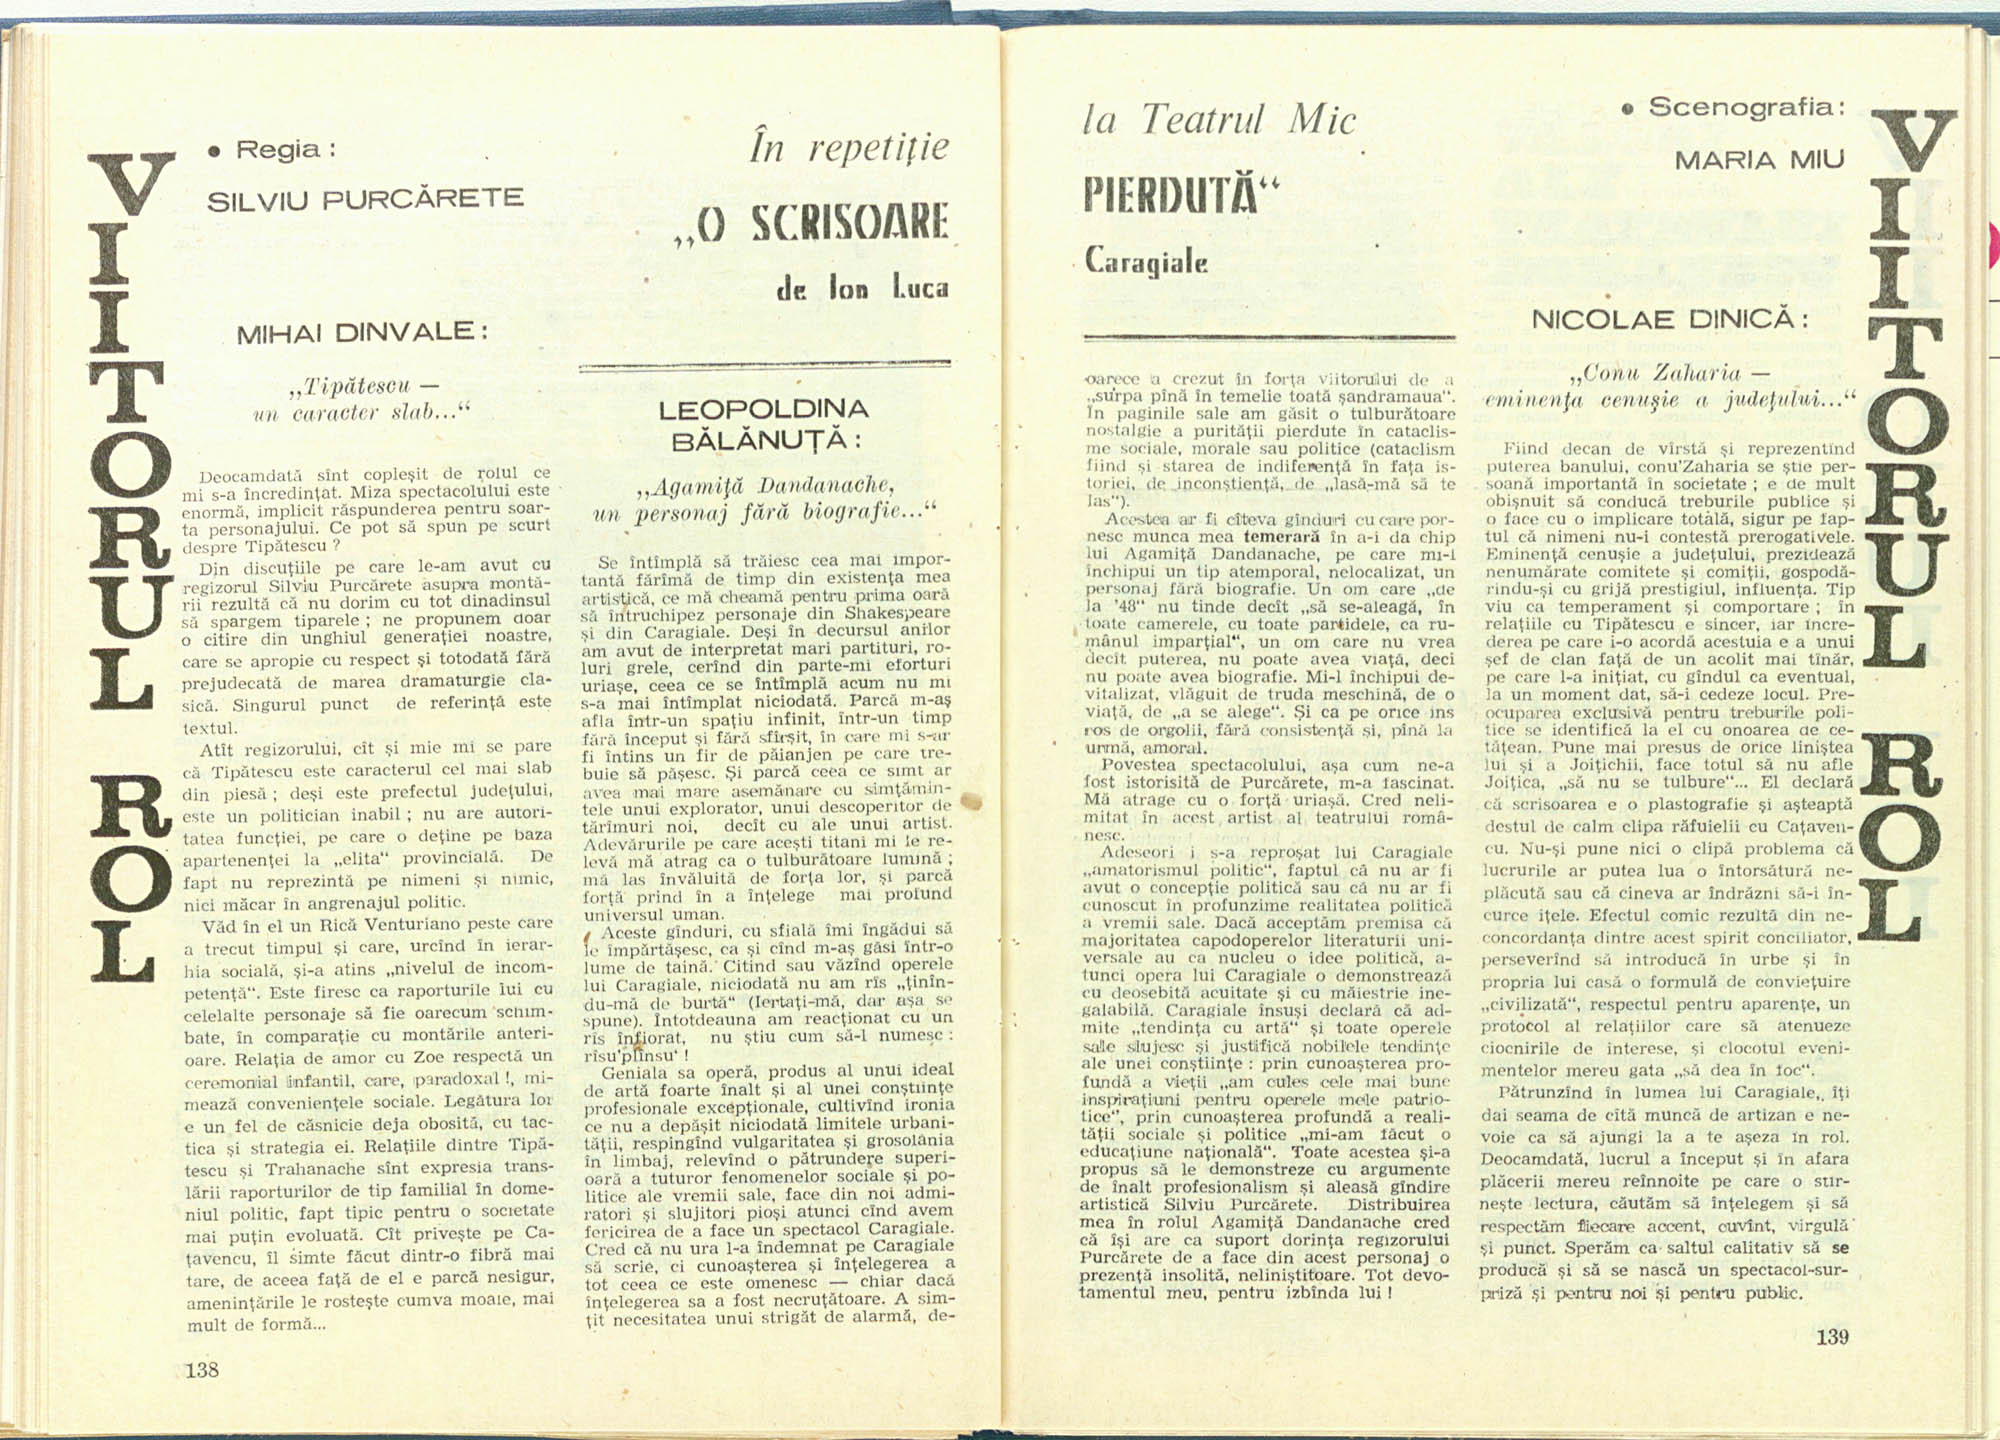 VIITORUL ROL
• Regia :
SILVIU PURCĂRETE
În repetiție
„O SCRISOARE
de Ion Luca
MIHAI DINVALE :
„Tipătescu —
un caracter slab...“
Deocamdată sînt copleșit de rolul ce
mi s-a încredințat. Miza spectacolului este
enormă, implicit răspunderea pentru soar-
ta personajului. Ce pot să spun pe scurt
despre Tipătescu ?
Din discuțiile pe care le-am avut cu
regizorul Silviu Purcărete asupra montă-
rii rezultă că nu dorim cu tot dinadinsul
să spargem tiparele ; ne propunem doar
o citire din unghiul generației noastre,
care se apropie cu respect și totodată fără
prejudecată de marea dramaturgie cla-
sică. Singurul punct de referință este
textul.
Atît regizorului, cît și mie mi se pare
că Tipătescu este caracterul cel mai slab
din piesă ; deși este prefectul județului,
este un politician inabil ; nu are autori-
tatea funcției, pe care o deține pe baza
apartenenței la „elita“ provincială. De
fapt nu reprezintă pe nimeni și nimic,
nici măcar în angrenajul politic.
Văd în el un Rică Venturiano peste care
a trecut timpul și care, urcînd în ierar-
hia socială, și-a atins „nivelul de incom-
petență“. Este firesc ca raporturile lui cu
celelalte personaje să fie oarecum schim-
bate, în comparație cu montările anteri-
oare. Relația de amor cu Zoe respectă un
ceremonial infantil, care, paradoxal !, mi-
mează conveniențele sociale. Legătura lor
e un fel de căsnicie deja obosită, cu tac-
tica și strategia ei. Relațiile dintre Tipă-
tescu și Trahanache sînt expresia trans-
lării raporturilor de tip familial în dome-
niul politic, fapt tipic pentru o societate
mai puțin evoluată. Cît privește pe Ca-
țavencu, îl simte făcut dintr-o fibră mai
tare, de aceea față de el e parcă nesigur,
amenințările le rostește cumva moale, mai
mult de formă...
138
LEOPOLDINA
BĂLĂNUȚĂ :
„Agamiță Dandanache,
un personaj fără biografie...“
Se întîmplă să trăiesc cea mai impor-
tantă fărîmă de timp din existența mea
artistică, ce mă cheamă pentru prima oară
să întruchipez personaje din Shakespeare
și din Caragiale. Deși în decursul anilor
am avut de interpretat mari partituri, ro-
luri grele, cerînd din parte-mi eforturi
uriașe, ceea ce se întîmplă acum nu mi
s-a mai întîmplat niciodată. Parcă m-aș
afla într-un spațiu infinit, într-un timp
fără început și fără sfîrșit, în care mi s-ar
fi întins un fir de păianjen pe care tre-
buie să pășesc. Și parcă ceea ce simt ar
avea mai mare asemănare cu simțămin-
tele unui explorator, unui descoperitor de
tărîmuri noi, decît cu ale unui artist.
Adevărurile pe care acești titani mi le re-
levă mă atrag ca o tulburătoare lumină ;
mă las învăluită de forța lor, și parcă
forță prind în a înțelege mai profund
universul uman.
Aceste gînduri, cu sfială îmi îngădui să
le împărtășesc, ca și cînd m-aș găsi într-o
lume de taină. Citind sau văzînd operele
lui Caragiale, niciodată nu am rîs „ținîn-
du-mă de burtă“ (Iertați-mă, dar așa se
spune). Întotdeauna am reacționat cu un
rîs înfiorat, nu știu cum să-l numesc :
rîsu'plînsu' !
Geniala sa operă, produs al unui ideal
de artă foarte înalt și al unei conștiințe
profesionale excepționale, cultivînd ironia
ce nu a depășit niciodată limitele urbani-
tății, respingînd vulgaritatea și grosolănia
în limbaj, relevînd o pătrundere superi-
oară a tuturor fenomenelor sociale și po-
litice ale vremii sale, face din noi admi-
ratori și slujitori pioși atunci cînd avem
fericirea de a face un spectacol Caragiale.
Cred că nu ura l-a îndemnat pe Caragiale
să scrie, ci cunoașterea și înțelegerea a
tot ceea ce este omenesc — chiar dacă
înțelegerea sa a fost necruțătoare. A sim-
țit necesitatea unui strigăt de alarmă, de-
la Teatrul Mic
PIERDUTĂ“
Caragiale
• Scenografia :
MARIA MIU
oarece a crezut în forța viitorului de a
„surpa pînă în temelie toată șandramaua“.
În paginile sale am găsit o tulburătoare
nostalgie a purității pierdute în cataclis-
me sociale, morale sau politice (cataclism
fiind și starea de indiferență în fața is-
toriei, de inconștiență, de „lasă-mă să te
las“).
Acestea ar fi cîteva gînduri cu care por-
nesc munca mea temerară în a-i da chip
lui Agamiță Dandanache, pe care mi-l
închipui un tip atemporal, nelocalizat, un
personaj fără biografie. Un om care „de
la '48“ nu tinde decît „să se-aleagă, în
toate camerele, cu toate partidele, ca ru-
mânul imparțial“, un om care nu vrea
decît puterea, nu poate avea viață, deci
nu poate avea biografie. Mi-l închipui de-
vitalizat, vlăguit de truda meschină, de o
viață, de „a se alege“. Și ca pe orice ins
ros de orgolii, fără consistență și, pînă la
urmă, amoral.
Povestea spectacolului, așa cum ne-a
fost istorisită de Purcărete, m-a fascinat.
Mă atrage cu o forță uriașă. Cred neli-
mitat în acest artist al teatrului româ-
nesc.
Adeseori i s-a reproșat lui Caragiale
„amatorismul politic“, faptul că nu ar fi
avut o concepție politică sau că nu ar fi
cunoscut în profunzime realitatea politică
a vremii sale. Dacă acceptăm premisa că
majoritatea capodoperelor literaturii uni-
versale au ca nucleu o idee politică, a-
tunci opera lui Caragiale o demonstrează
cu deosebită acuitate și cu măiestrie ine-
galabilă. Caragiale însuși declară că ad-
mite „tendința cu artă“ și toate operele
sale slujesc și justifică nobilele tendințe
ale unei conștiințe : prin cunoașterea pro-
fundă a vieții „am cules cele mai bune
inspirațiuni pentru operele mele patrio-
tice“, prin cunoașterea profundă a reali-
tății sociale și politice „mi-am făcut o
educațiune națională“. Toate acestea și-a
propus să le demonstreze cu argumente
de înalt profesionalism și aleasă gîndire
artistică Silviu Purcărete. Distribuirea
mea în rolul Agamiță Dandanache cred
că își are ca suport dorința regizorului
Purcărete de a face din acest personaj o
prezență insolită, neliniștitoare. Tot devo-
tamentul meu, pentru izbînda lui !
NICOLAE DINICĂ :
„Conu Zaharia —
eminența cenușie a județului...“
Fiind decan de vîrstă și reprezentînd
puterea banului, conu'Zaharia se știe per-
soană importantă în societate ; e de mult
obișnuit să conducă treburile publice și
o face cu o implicare totală, sigur pe fap-
tul că nimeni nu-i contestă prerogativele.
Eminență cenușie a județului, prezidează
nenumărate comitete și comiții, gospodă-
rindu-și cu grijă prestigiul, influența. Tip
viu ca temperament și comportare ; în
relațiile cu Tipătescu e sincer, iar încre-
derea pe care i-o acordă acestuia e a unui
șef de clan față de un acolit mai tînăr,
pe care l-a inițiat, cu gîndul ca eventual,
la un moment dat, să-i cedeze locul. Pre-
ocuparea exclusivă pentru treburile poli-
tice se identifică la el cu onoarea de ce-
tățean. Pune mai presus de orice liniștea
lui și a Joițichii, face totul să nu afle
Joițica, „să nu se tulbure“... El declară
că scrisoarea e o plastografie și așteaptă
destul de calm clipa răfuielii cu Cațaven-
cu. Nu-și pune nici o clipă problema că
lucrurile ar putea lua o întorsătură ne-
plăcută sau că cineva ar îndrăzni să-i în-
curce ițele. Efectul comic rezultă din ne-
concordanța dintre acest spirit conciliator,
perseverînd să introducă în urbe și în
propria lui casă o formulă de conviețuire
„civilizată“, respectul pentru aparențe, un
protocol al relațiilor care să atenueze
ciocnirile de interese, și clocotul eveni-
mentelor mereu gata „să dea în foc“.
Pătrunzînd în lumea lui Caragiale, îți
dai seama de cîtă muncă de artizan e ne-
voie ca să ajungi la a te așeza în rol.
Deocamdată, lucrul a început și în afara
plăcerii mereu reînnoite pe care o stîr-
nește lectura, căutăm să înțelegem și să
respectăm fiecare accent, cuvînt, virgulă
și punct. Sperăm ca saltul calitativ să se
producă și să se nască un spectacol-sur-
priză și pentru noi și pentru public.
139
VIITORUL ROL